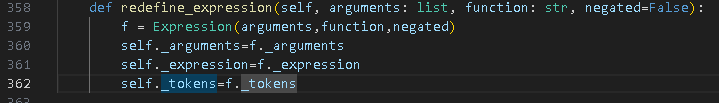 358 def redefine_expression(self, arguments: list, function: str, negated=False):
359 f = Expression(arguments,function,negated)
360 self._arguments=f._arguments
361 self._expression=f._expression
362 self._tokens=f._tokens
363